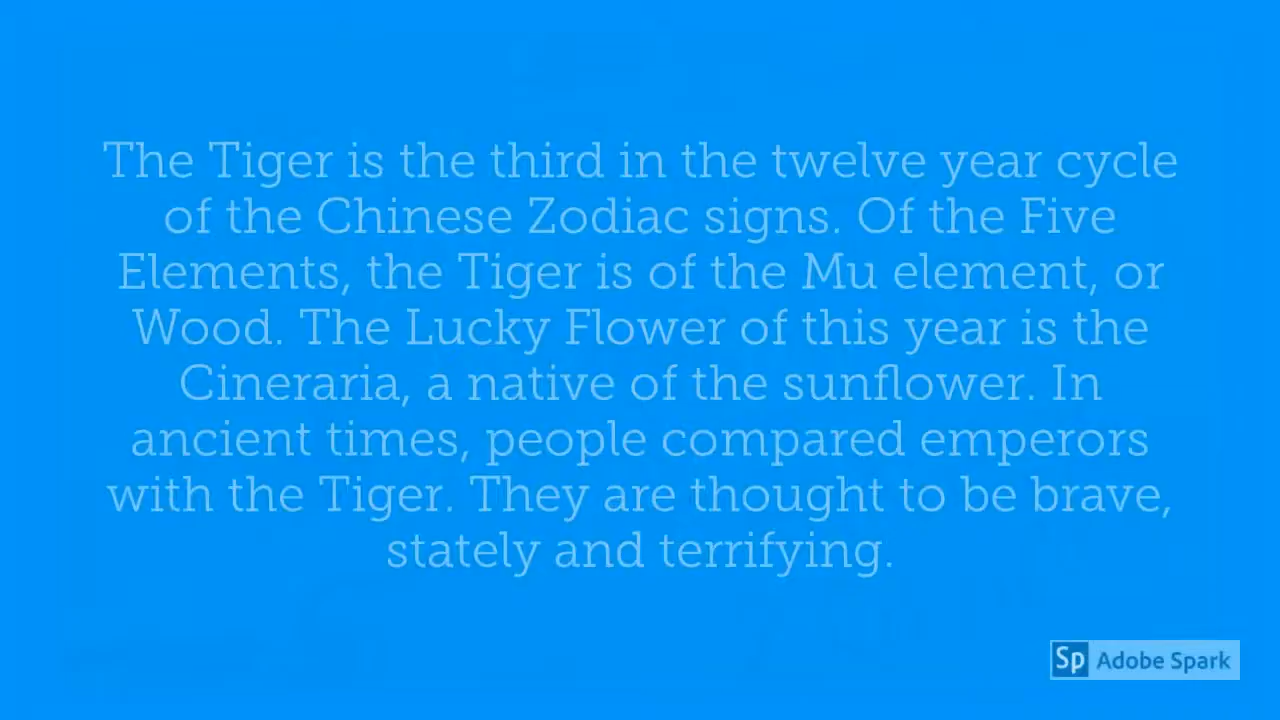 The Tiger is the third in the twelve year cycle
of the Chinese Zodiac signs. Of the Five
Elements, the Tiger is of the Mu element, or
Wood. The Lucky Flower of this year is the
Cineraria, a native of the sunflower. In
ancient times, people compared emperors
with the Tiger. They are thought to be brave,
stately and terrifying.
Sp Adobe Spark